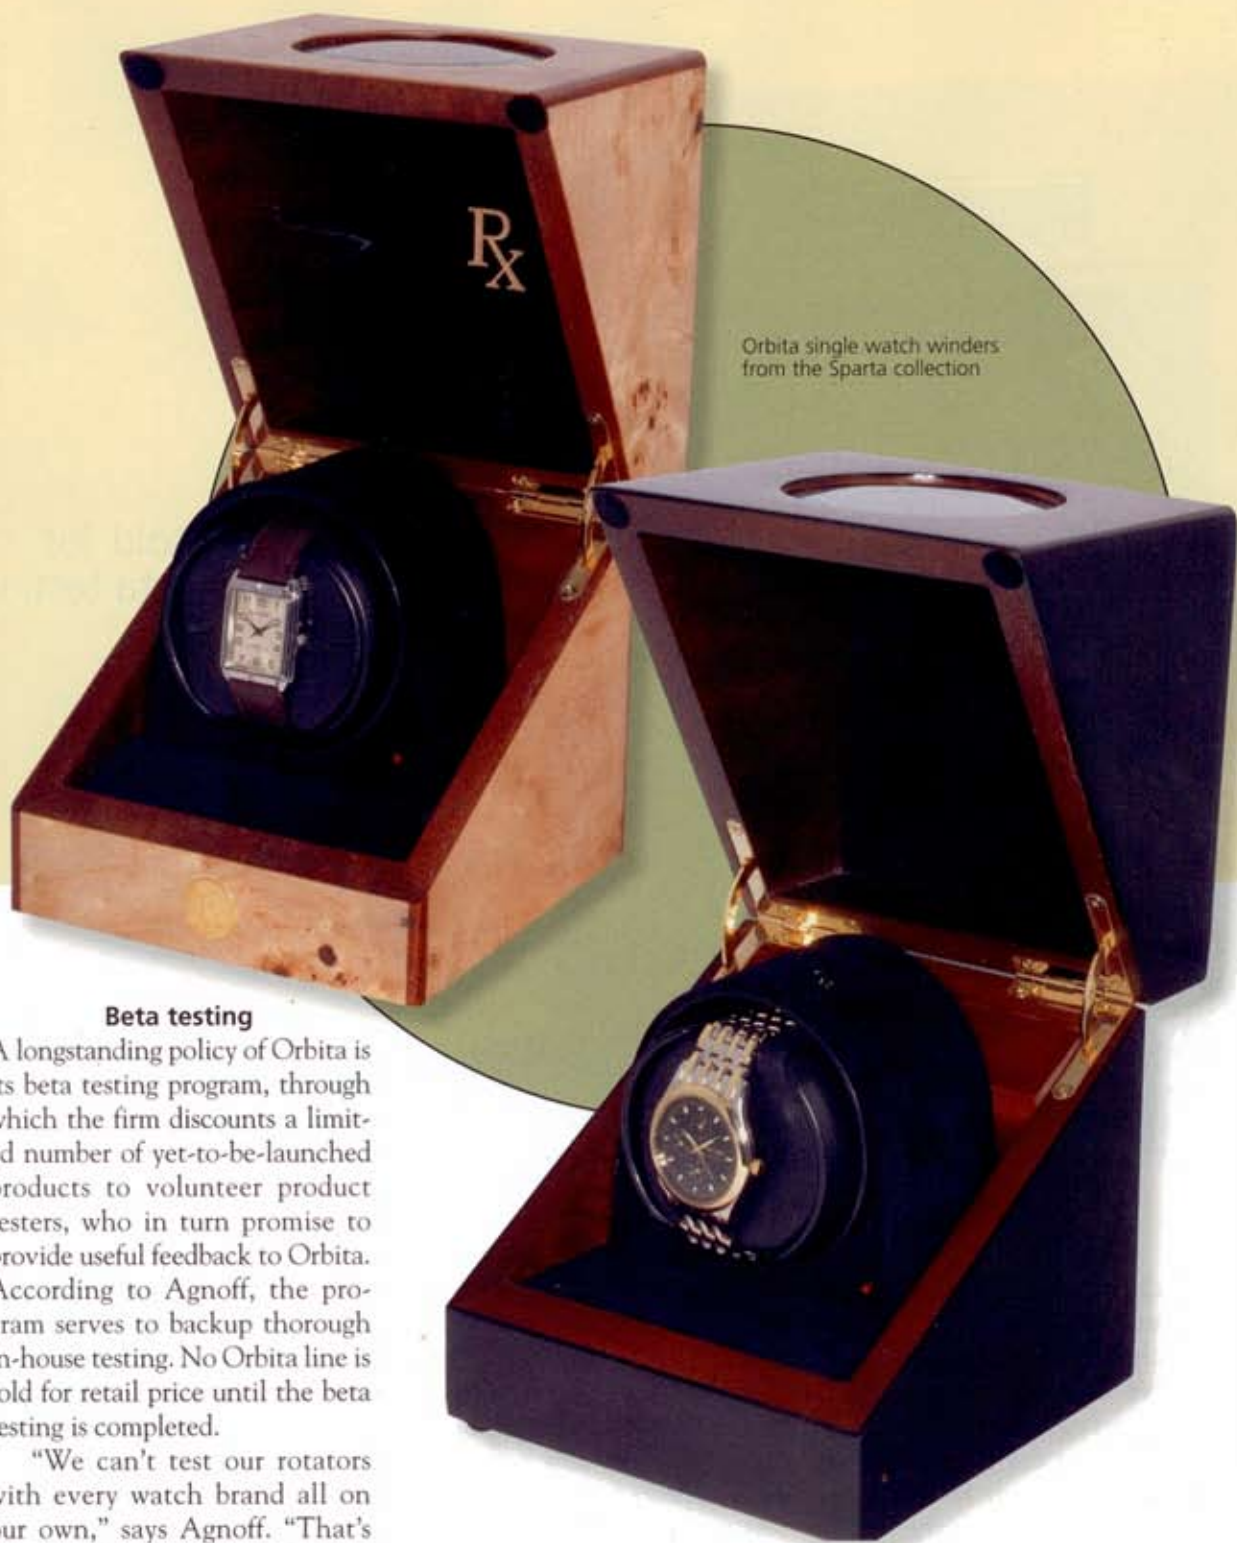 Rx
Orbita single watch winders
from the Sparta collection
Beta testing
A longstanding policy of Orbita is
ts beta testing program, through
which the firm discounts a limit-
d number of yet-to-be-launched
products to volunteer product
esters, who in turn promise to
provide useful feedback to Orbita.
According to Agnoff, the pro-
ram serves to backup thorough
n-house testing. No Orbita line is
old for retail price until the beta
esting is completed.
“We can't test our rotators
with every watch brand all on
our own,” says Agnoff. “That's